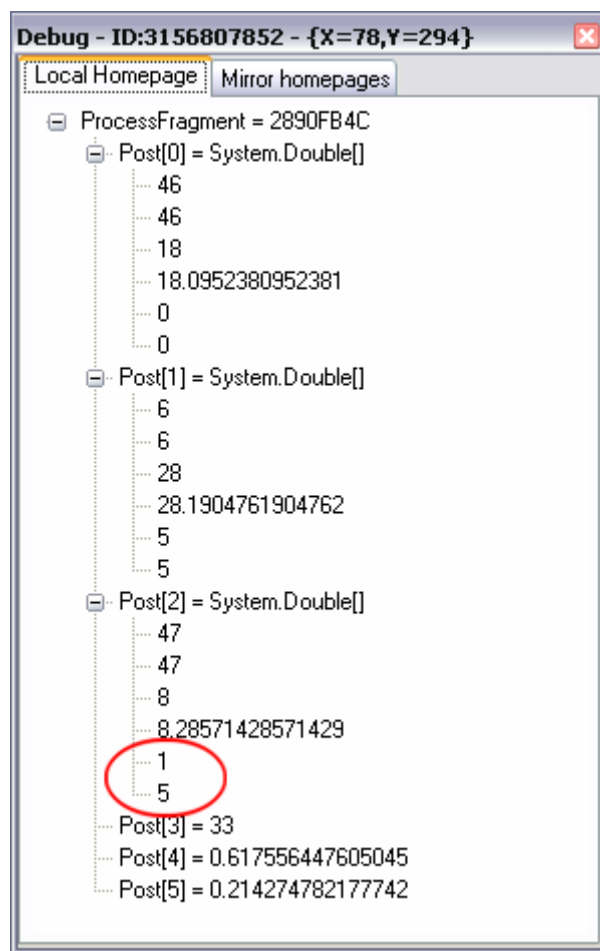 Debug - ID:3156807852 - {X=78,Y=294}
Local Homepage Mirror homepages
ProcessFragment = 2890FB4C
Post[0] = System.Double[]
46
46
18
18.0952380952381
0
0
Post[1] = System.Double[]
6
6
28
28.1904761904762
5
5
Post[2] = System.Double[]
47
47
8
8.28571428571429
1
5
Post[3] = 33
Post[4] = 0.617556447605045
Post[5] = 0.214274782177742